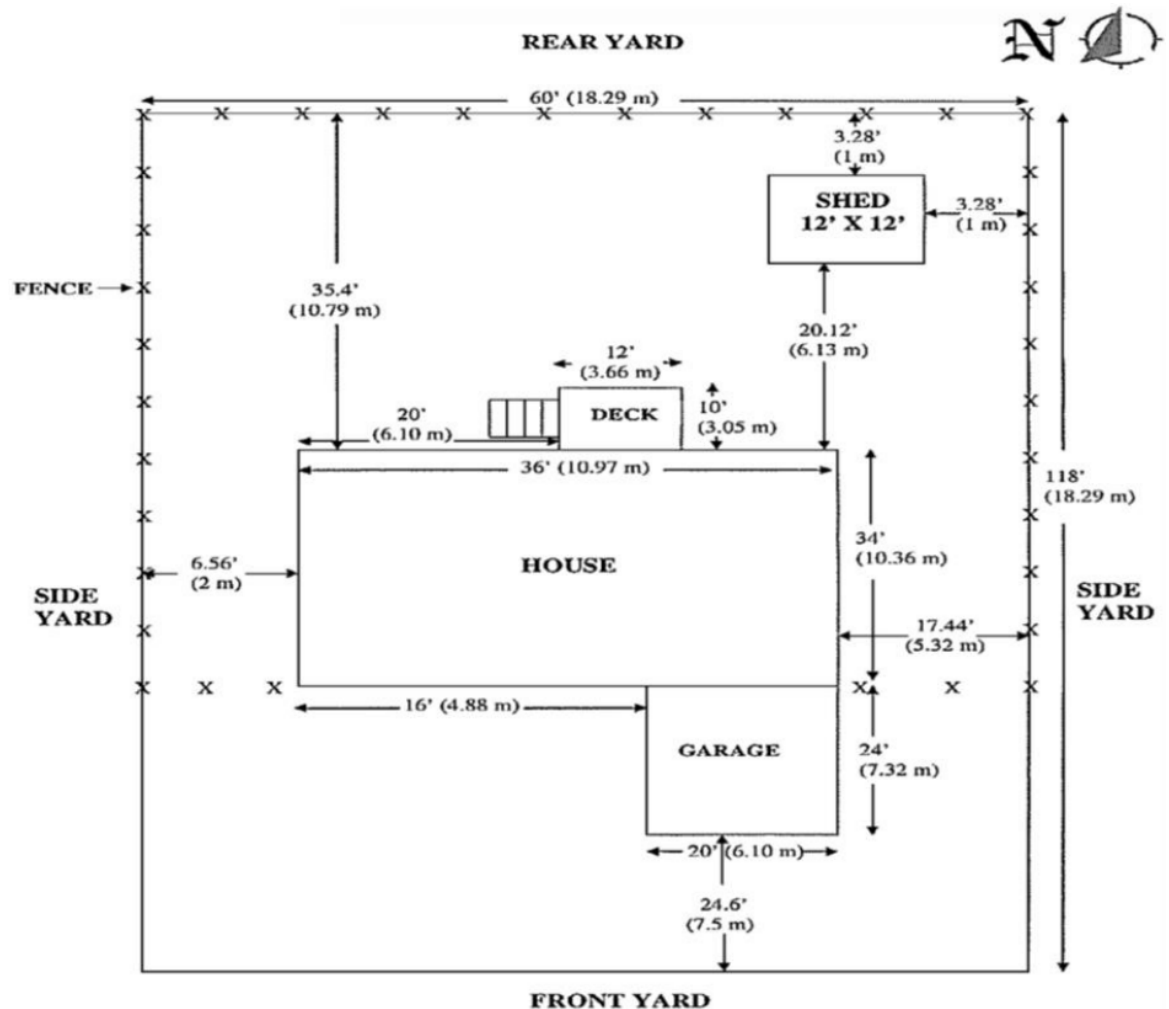 N
REAR YARD
60' (18.29 m)
3.28'
(1 m)
SHED
12' X 12'
3.28'
(1 m)
FENCE
35.4'
(10.79 m)
20.12'
(6.13 m)
12'
(3.66 m)
DECK
10'
(3.05 m)
20'
(6.10 m)
36' (10.97 m)
118'
(18.29 m)
34'
(10.36 m)
HOUSE
6.56'
(2 m)
SIDE
YARD
SIDE
YARD
17.44'
(5.32 m)
16' (4.88 m)
GARAGE
24'
(7.32 m)
20' (6.10 m)
24.6'
(7.5 m)
FRONT YARD